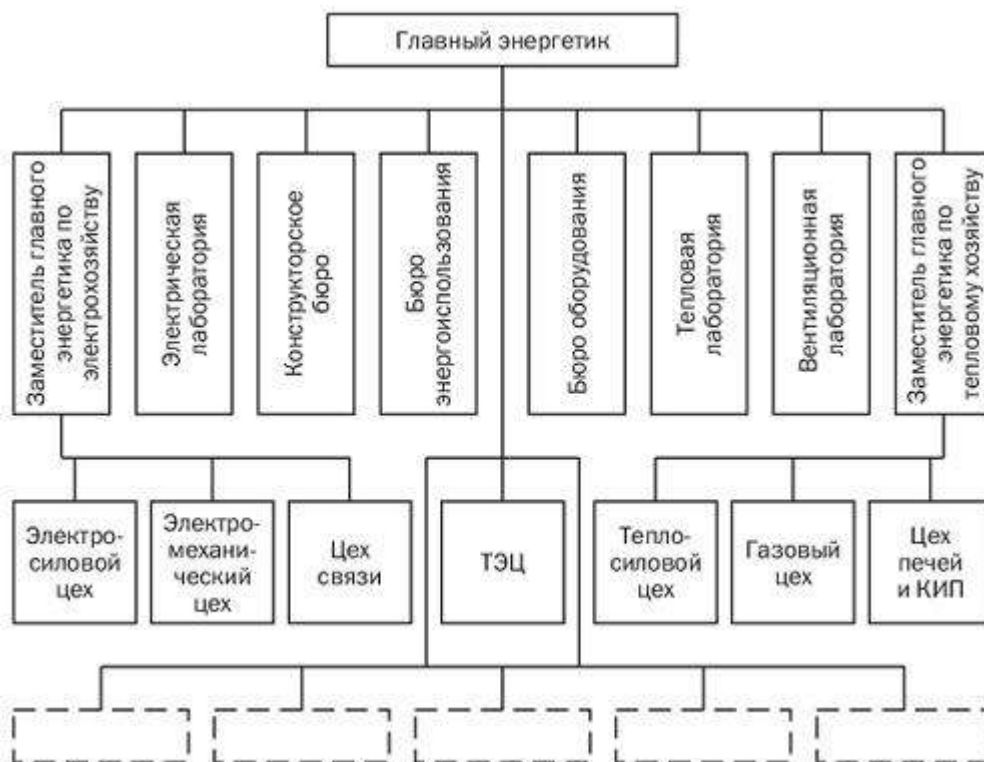 Главный энергетик
Заместитель главного
энергетика по
электрохозяйству
Электрическая
лаборатория
Конструкторское
бюро
Бюро
энергоиспользования
Бюро оборудования
Тепловая
лаборатория
Вентиляционная
лаборатория
Заместитель главного
энергетика по
тепловому хозяйству
Электро-
силовой
цех
Электро-
механи-
ческий
цех
Цех
связи
ТЭЦ
Тепло-
силовой
цех
Газовый
цех
Цех
печей
и КИП